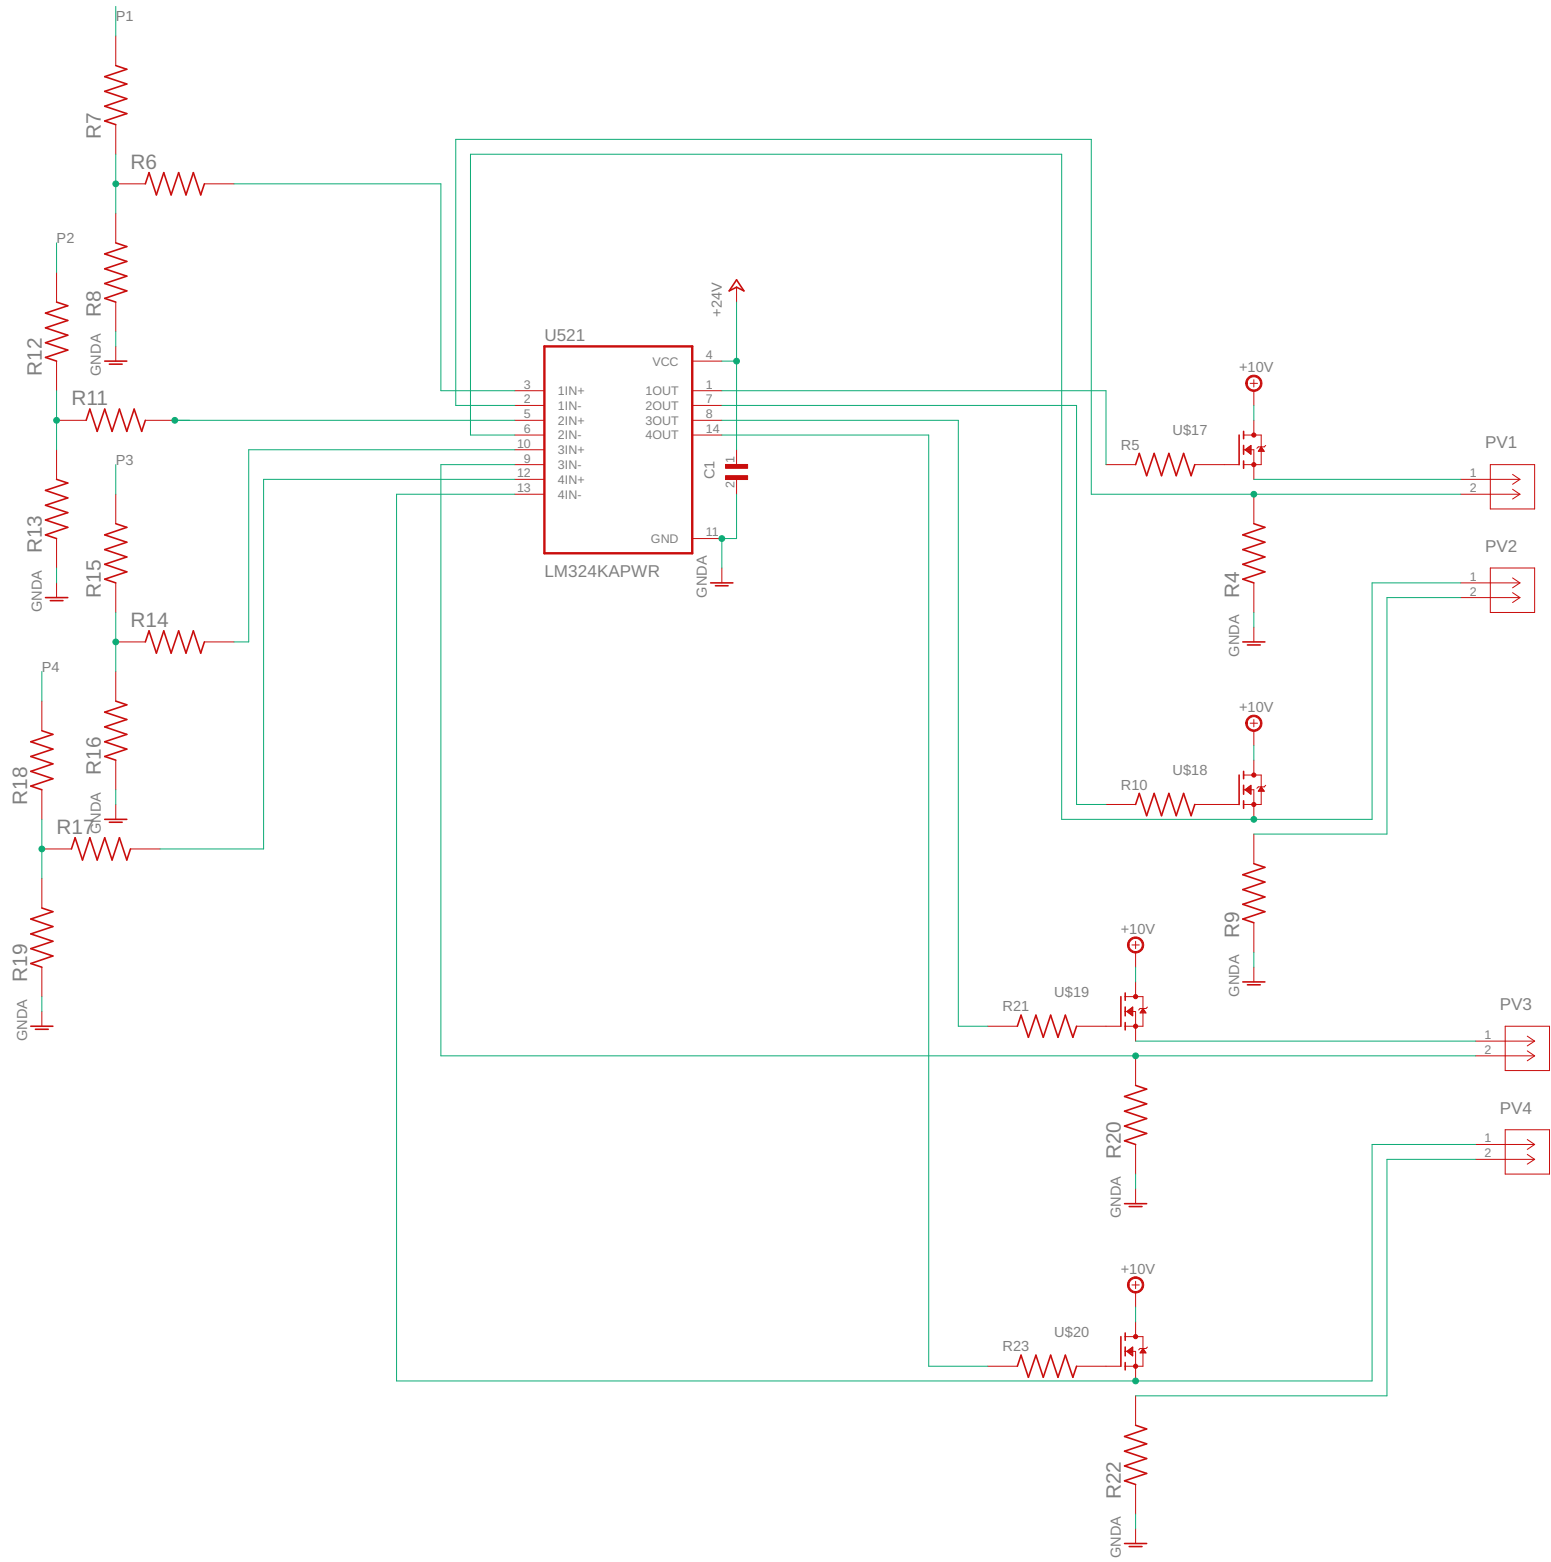 P1
R7
R6
P2
R8
GNDA
R12
R11
R13
GNDA
P3
R15
R14
P4
R16
GNDA
R18
R17
R19
GNDA
+24V
U521
VCC 4
3 1IN+ 1OUT 1
2 1IN- 2OUT 7
5 2IN+ 3OUT 8
6 2IN- 4OUT 14
10 3IN+
9 3IN-
12 4IN+
13 4IN-
GND 11
LM324KAPWR
C1
1
2
GNDA
+10V
U$17
R5
PV1
1
2
R4
GNDA
PV2
1
2
+10V
U$18
R10
R9
GNDA
+10V
U$19
R21
PV3
1
2
R20
GNDA
PV4
1
2
+10V
U$20
R23
R22
GNDA